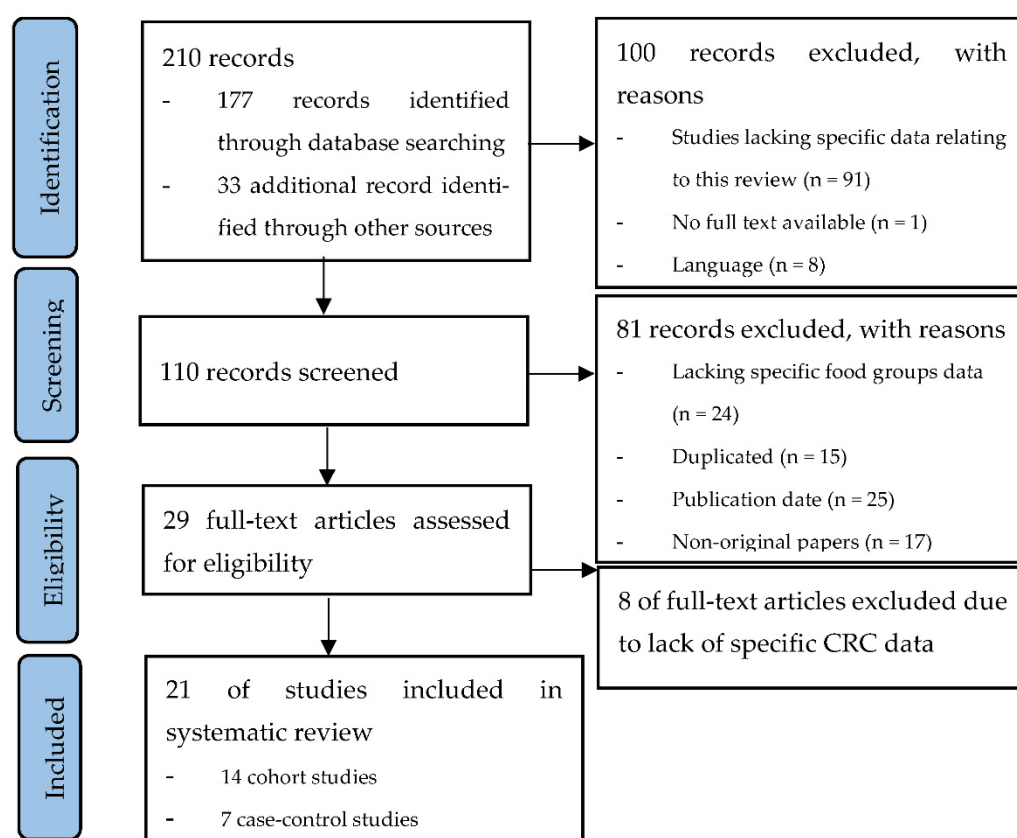 Identification
210 records
- 177 records identified
through database searching
- 33 additional record identi-
fied through other sources
100 records excluded, with
reasons
- Studies lacking specific data relating
to this review (n = 91)
- No full text available (n = 1)
- Language (n = 8)
Screening
110 records screened
81 records excluded, with reasons
- Lacking specific food groups data
(n = 24)
- Duplicated (n = 15)
- Publication date (n = 25)
- Non-original papers (n = 17)
Eligibility
29 full-text articles assessed
for eligibility
8 of full-text articles excluded due
to lack of specific CRC data
Included
21 of studies included in
systematic review
- 14 cohort studies
- 7 case-control studies